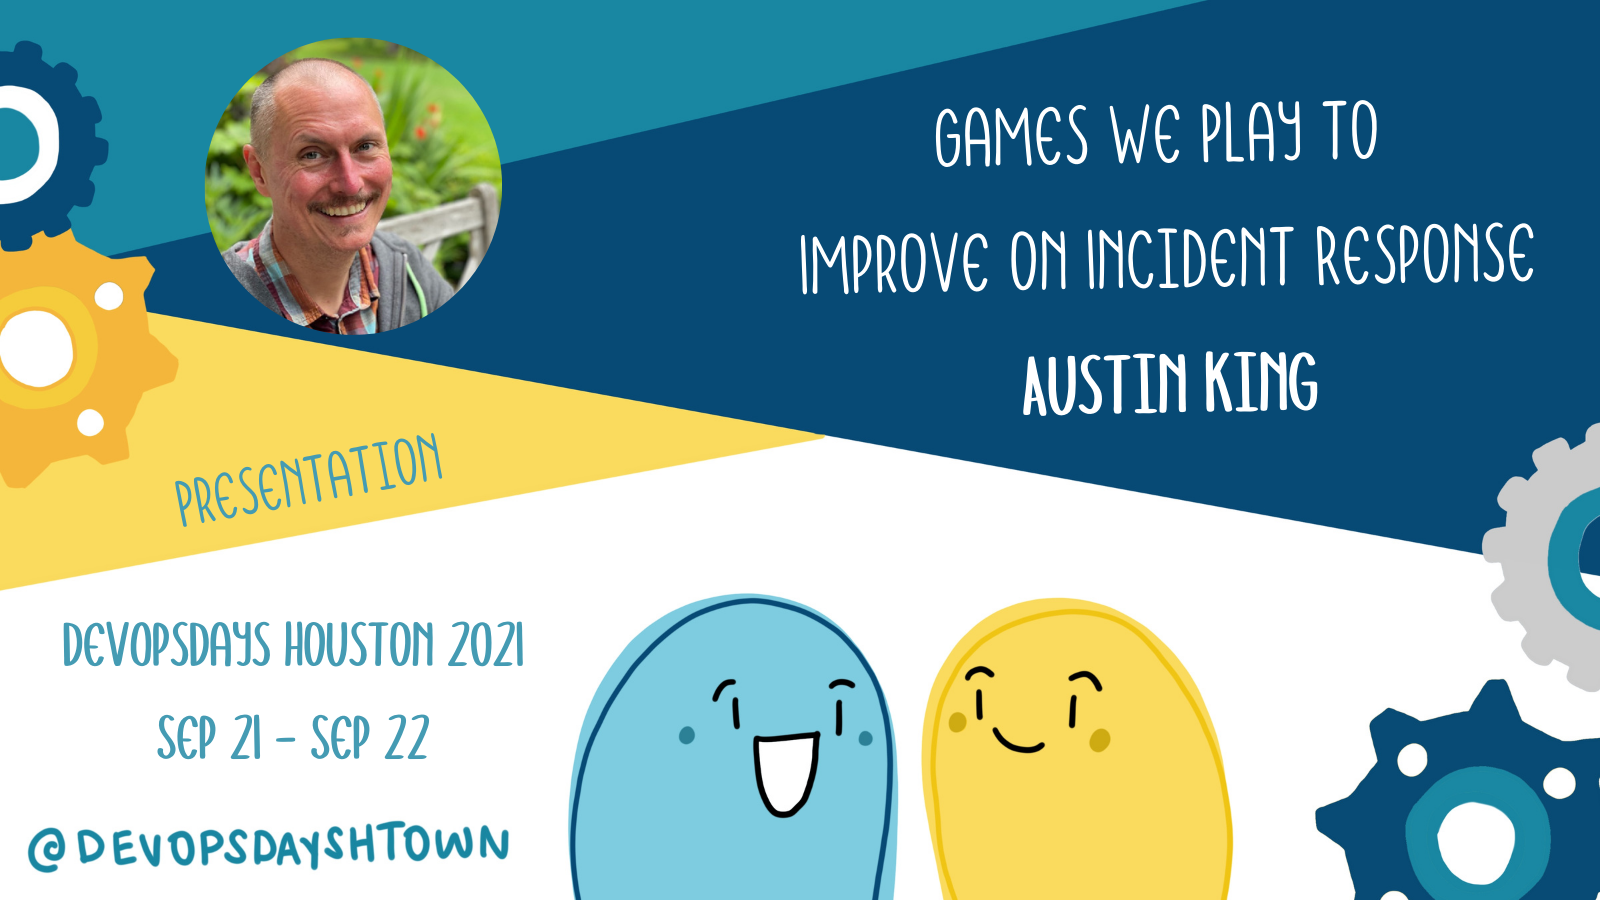 GAMES WE PLAY TO
IMPROVE ON INCIDENT RESPONSE
AUSTIN KING
PRESENTATION
DEVOPSDAYS HOUSTON 2021
SEP 21 - SEP 22
@DEVOPSDAYSHTOWN